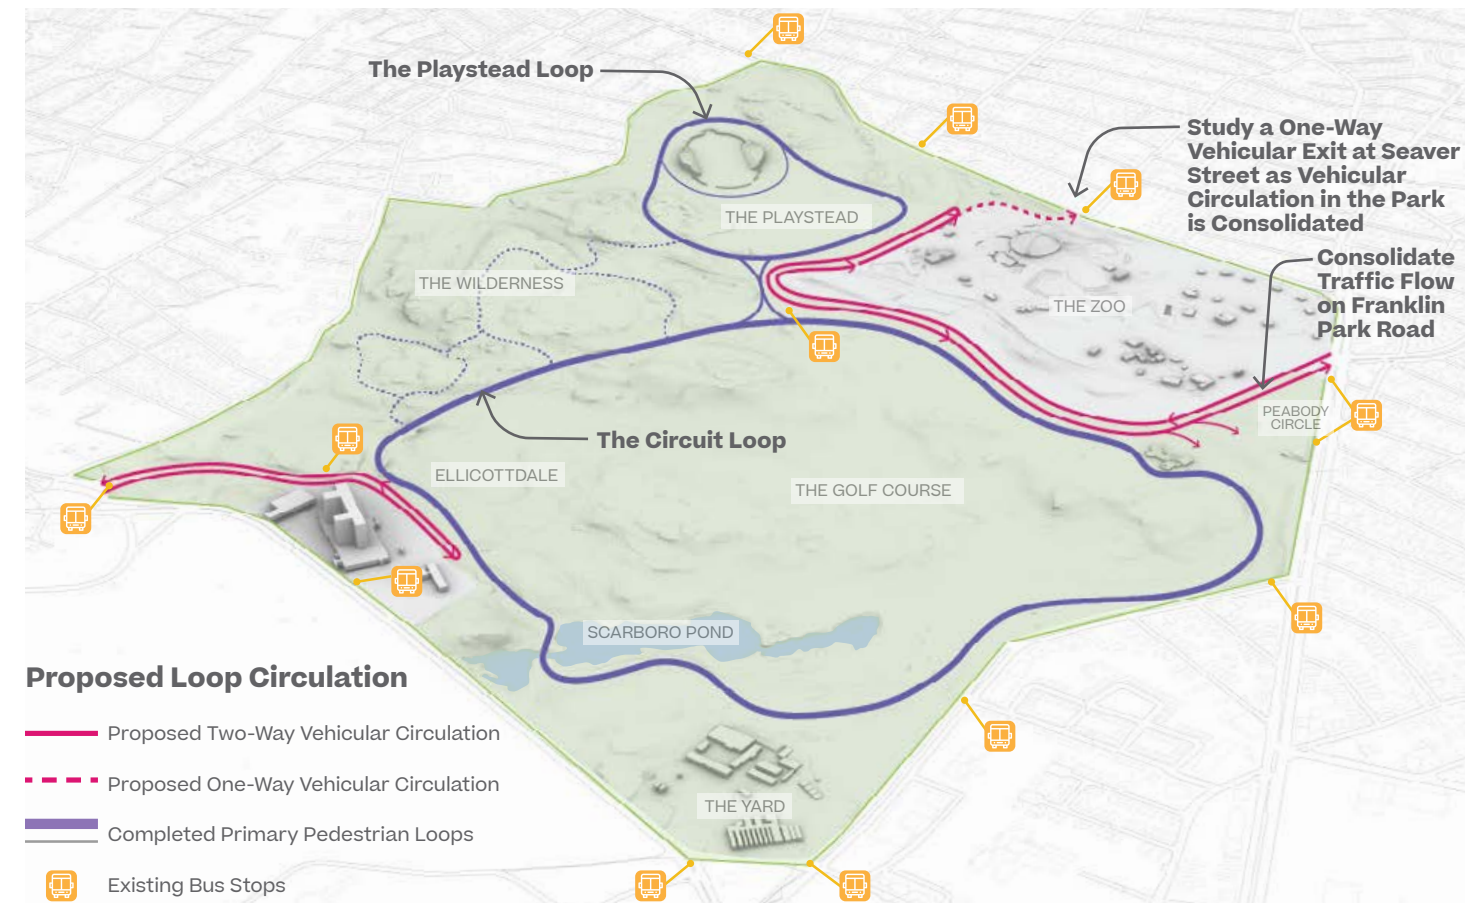 The Playstead Loop
Study a One-Way
Vehicular Exit at Seaver
Street as Vehicular
Circulation in the Park
is Consolidated
THE PLAYSTEAD
Consolidate
Traffic Flow
on Franklin
Park Road
THE WILDERNESS
THE ZOO
PEABODY
CIRCLE
The Circuit Loop
ELLICOTTDALE
THE GOLF COURSE
SCARBORO POND
THE YARD
Proposed Loop Circulation
Proposed Two-Way Vehicular Circulation
Proposed One-Way Vehicular Circulation
Completed Primary Pedestrian Loops
Existing Bus Stops